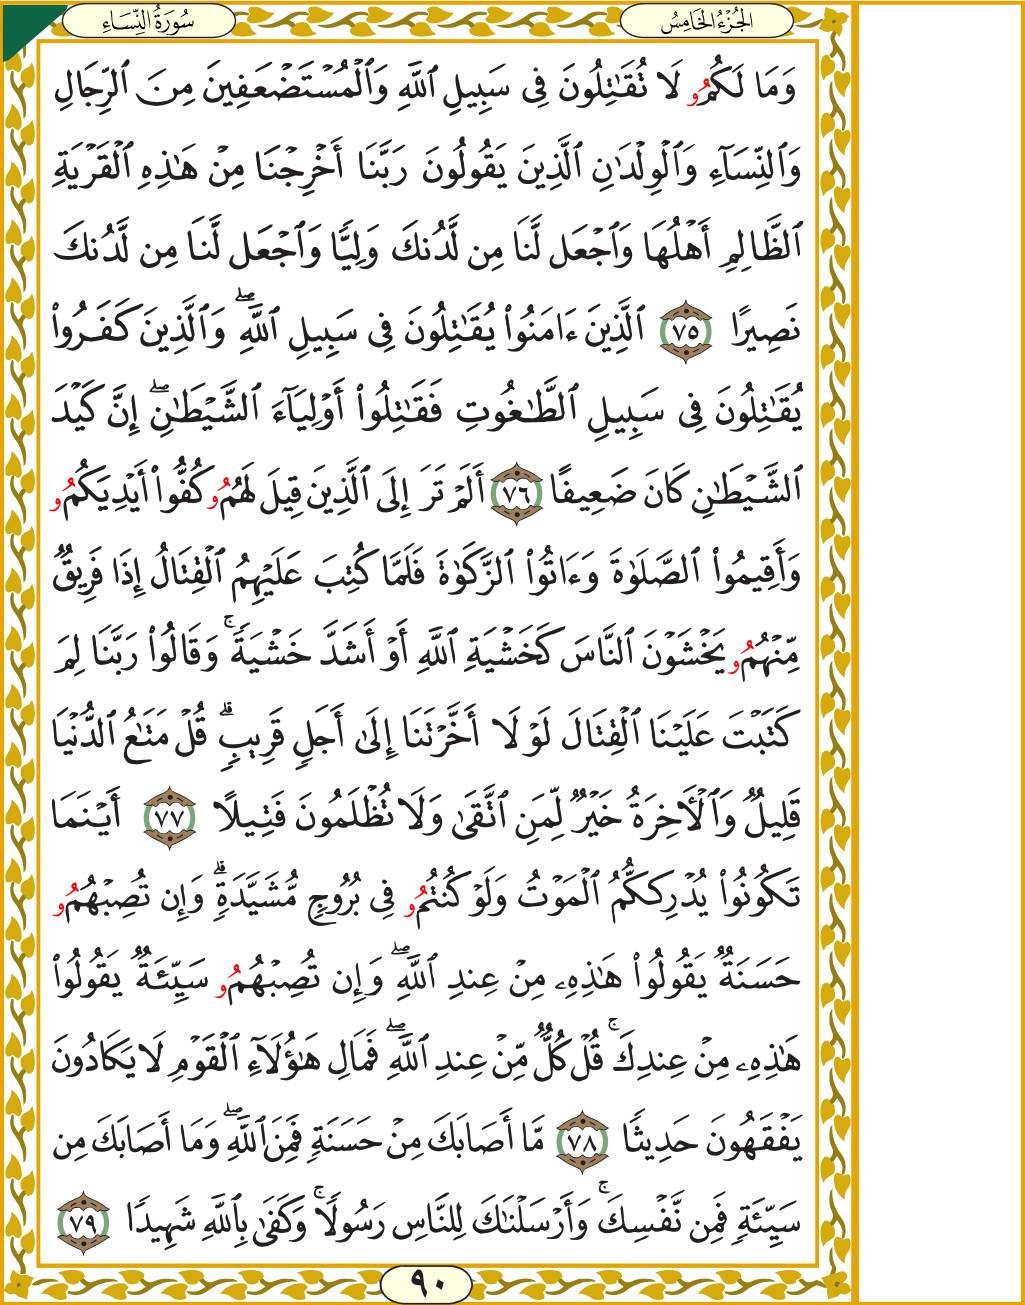 الجُزْءُ الخَامِسُ
سُورَةُ النِّسَاءِ
وَمَا لَكُمُۥ لَا تُقَٰتِلُونَ فِى سَبِيلِ ٱللَّهِ وَٱلْمُسْتَضْعَفِينَ مِنَ ٱلرِّجَالِ
وَٱلنِّسَآءِ وَٱلْوِلْدَٰنِ ٱلَّذِينَ يَقُولُونَ رَبَّنَا أَخْرِجْنَا مِنْ هَٰذِهِ ٱلْقَرْيَةِ
ٱلظَّالِمِ أَهْلُهَا وَٱجْعَل لَّنَا مِن لَّدُنكَ وَلِيًّا وَٱجْعَل لَّنَا مِن لَّدُنكَ
نَصِيرًا ٧٥ ٱلَّذِينَ ءَامَنُوا۟ يُقَٰتِلُونَ فِى سَبِيلِ ٱللَّهِۖ وَٱلَّذِينَ كَفَرُوا۟
يُقَٰتِلُونَ فِى سَبِيلِ ٱلطَّٰغُوتِ فَقَٰتِلُوا۟ أَوْلِيَآءَ ٱلشَّيْطَٰنِۖ إِنَّ كَيْدَ
ٱلشَّيْطَٰنِ كَانَ ضَعِيفًا ٧٦ أَلَمْ تَرَ إِلَى ٱلَّذِينَ قِيلَ لَهُمُۥ كُفُّوا۟ أَيْدِيَكُمُۥ
وَأَقِيمُوا۟ ٱلصَّلَوٰةَ وَءَاتُوا۟ ٱلزَّكَوٰةَ فَلَمَّا كُتِبَ عَلَيْهِمُ ٱلْقِتَالُ إِذَا فَرِيقٌ
مِّنْهُمُۥ يَخْشَوْنَ ٱلنَّاسَ كَخَشْيَةِ ٱللَّهِ أَوْ أَشَدَّ خَشْيَةًۚ وَقَالُوا۟ رَبَّنَا لِمَ
كَتَبْتَ عَلَيْنَا ٱلْقِتَالَ لَوْ لَا أَخَّرْتَنَا إِلَىٰ أَجَلٍ قَرِيبٍۗ قُلْ مَتَٰعُ ٱلدُّنْيَا
قَلِيلٌ وَٱلْأَخِرَةُ خَيْرٌ لِّمَنِ ٱتَّقَىٰ وَلَا تُظْلَمُونَ فَتِيلًا ٧٧ أَيْنَمَا
تَكُونُوا۟ يُدْرِككُّمُ ٱلْمَوْتُ وَلَوْ كُنتُمُۥ فِى بُرُوجٍ مُّشَيَّدَةٍۗ وَإِن تُصِبْهُمُۥ
حَسَنَةٌ يَقُولُوا۟ هَٰذِهِۦ مِنْ عِندِ ٱللَّهِۖ وَإِن تُصِبْهُمُۥ سَيِّئَةٌ يَقُولُوا۟
هَٰذِهِۦ مِنْ عِندِكَۚ قُلْ كُلٌّ مِّنْ عِندِ ٱللَّهِۖ فَمَالِ هَٰؤُلَآءِ ٱلْقَوْمِ لَا يَكَادُونَ
يَفْقَهُونَ حَدِيثًا ٧٨ مَّا أَصَابَكَ مِنْ حَسَنَةٍ فَمِنَ ٱللَّهِۖ وَمَا أَصَابَكَ مِن
سَيِّئَةٍ فَمِن نَّفْسِكَۚ وَأَرْسَلْنَٰكَ لِلنَّاسِ رَسُولًاۚ وَكَفَىٰ بِٱللَّهِ شَهِيدًا ٧٩
٩٠